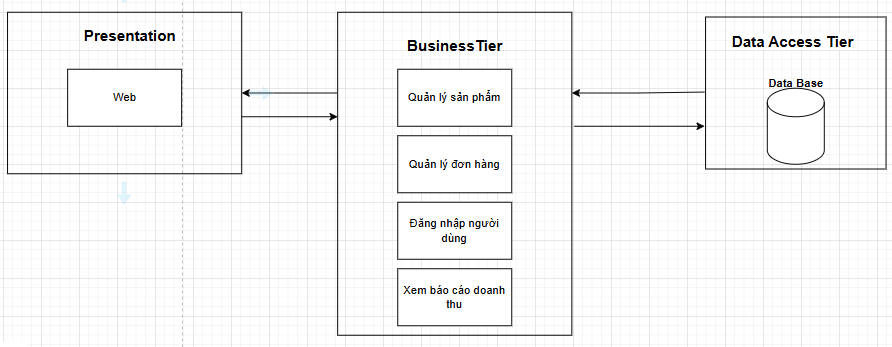 Presentation
Web
BusinessTier
Quản lý sản phẩm
Quản lý đơn hàng
Đăng nhập người
dùng
Xem báo cáo doanh
thu
Data Access Tier
Data Base